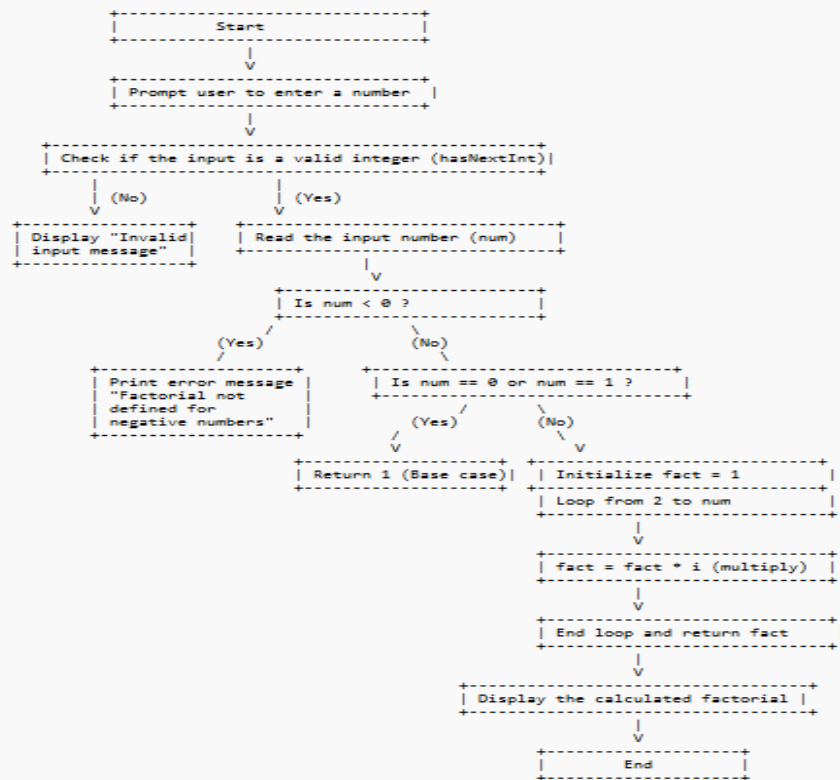 Start
Prompt user to enter a number
Check if the input is a valid integer (hasNextInt)
(No) (Yes)
Display "Invalid Read the input number (num)
input message"
Is num < 0 ?
(Yes) (No)
Print error message Is num == 0 or num == 1 ?
"Factorial not
defined for (Yes) (No)
negative numbers"
Return 1 (Base case) Initialize fact = 1
Loop from 2 to num
fact = fact * i (multiply)
End loop and return fact
Display the calculated factorial
End